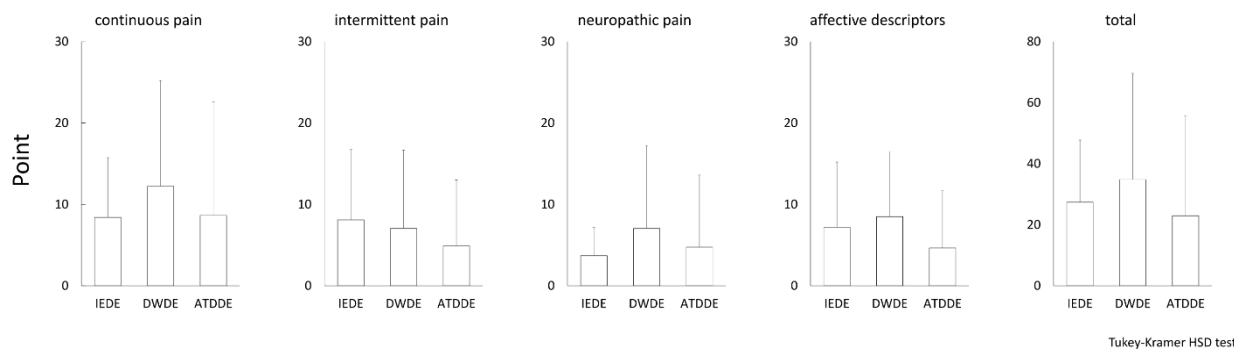 continuous pain
intermittent pain
neuropathic pain
affective descriptors
total
Point
30
20
10
0
IEDE DWDE ATDDE
30
20
10
0
IEDE DWDE ATDDE
30
20
10
0
IEDE DWDE ATDDE
30
20
10
0
IEDE DWDE ATDDE
80
60
40
20
0
IEDE DWDE ATDDE
Tukey-Kramer HSD test